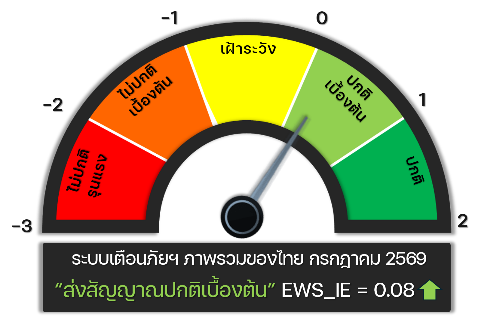 -1
0
-2
1
-3
2
เฝ้าระวัง
ไม่ปกติ
เบื้องต้น
ปกติ
เบื้องต้น
ไม่ปกติ
รุนแรง
ปกติ
ระบบเตือนภัยฯ ภาพรวมของไทย กรกฎาคม 2569
“ส่งสัญญาณปกติเบื้องต้น” EWS_IE = 0.08